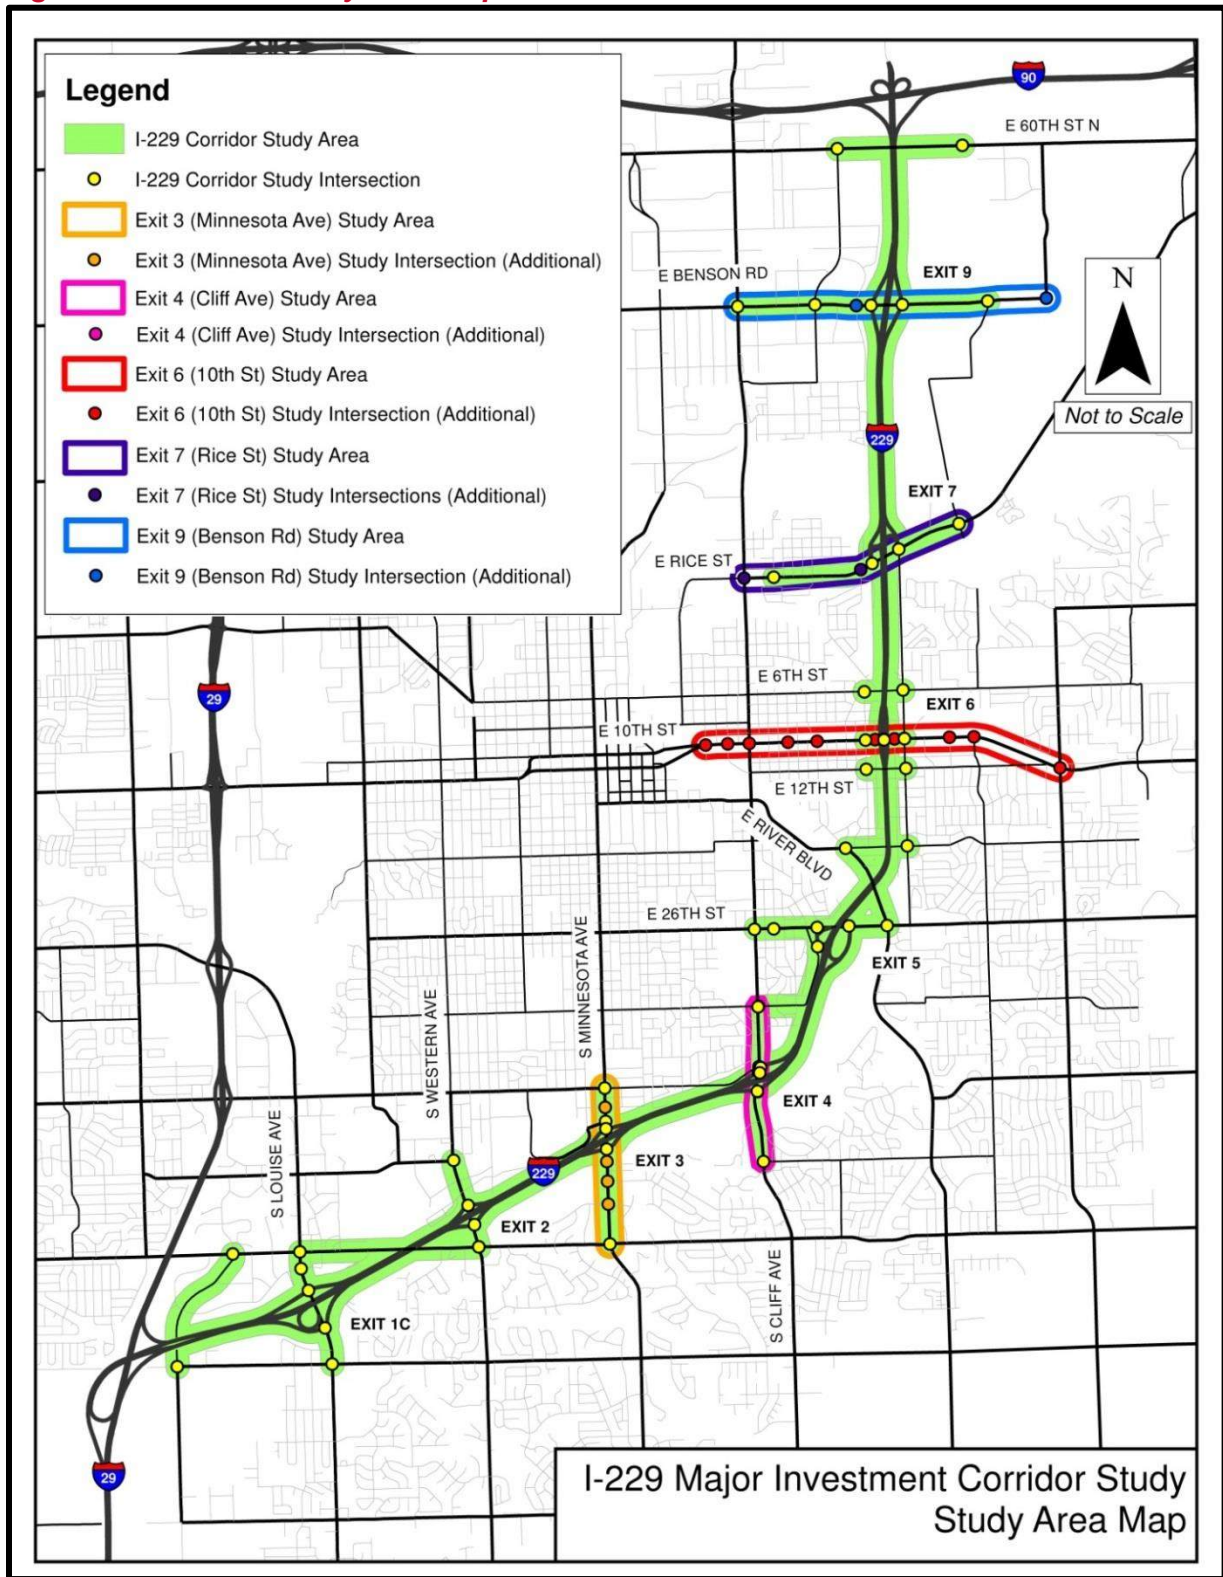 Legend
I-229 Corridor Study Area
I-229 Corridor Study Intersection
Exit 3 (Minnesota Ave) Study Area
Exit 3 (Minnesota Ave) Study Intersection (Additional)
Exit 4 (Cliff Ave) Study Area
Exit 4 (Cliff Ave) Study Intersection (Additional)
Exit 6 (10th St) Study Area
Exit 6 (10th St) Study Intersection (Additional)
Exit 7 (Rice St) Study Area
Exit 7 (Rice St) Study Intersections (Additional)
Exit 9 (Benson Rd) Study Area
Exit 9 (Benson Rd) Study Intersection (Additional)
90
E 60TH ST N
E BENSON RD
EXIT 9
N
Not to Scale
229
EXIT 7
E RICE ST
E 6TH ST
29
EXIT 6
E 10TH ST
E 12TH ST
E RIVER BLVD
E 26TH ST
S MINNESOTA AVE
EXIT 5
S WESTERN AVE
EXIT 4
S LOUISE AVE
EXIT 3
229
EXIT 2
S CLIFF AVE
EXIT 1C
29
I-229 Major Investment Corridor Study
Study Area Map